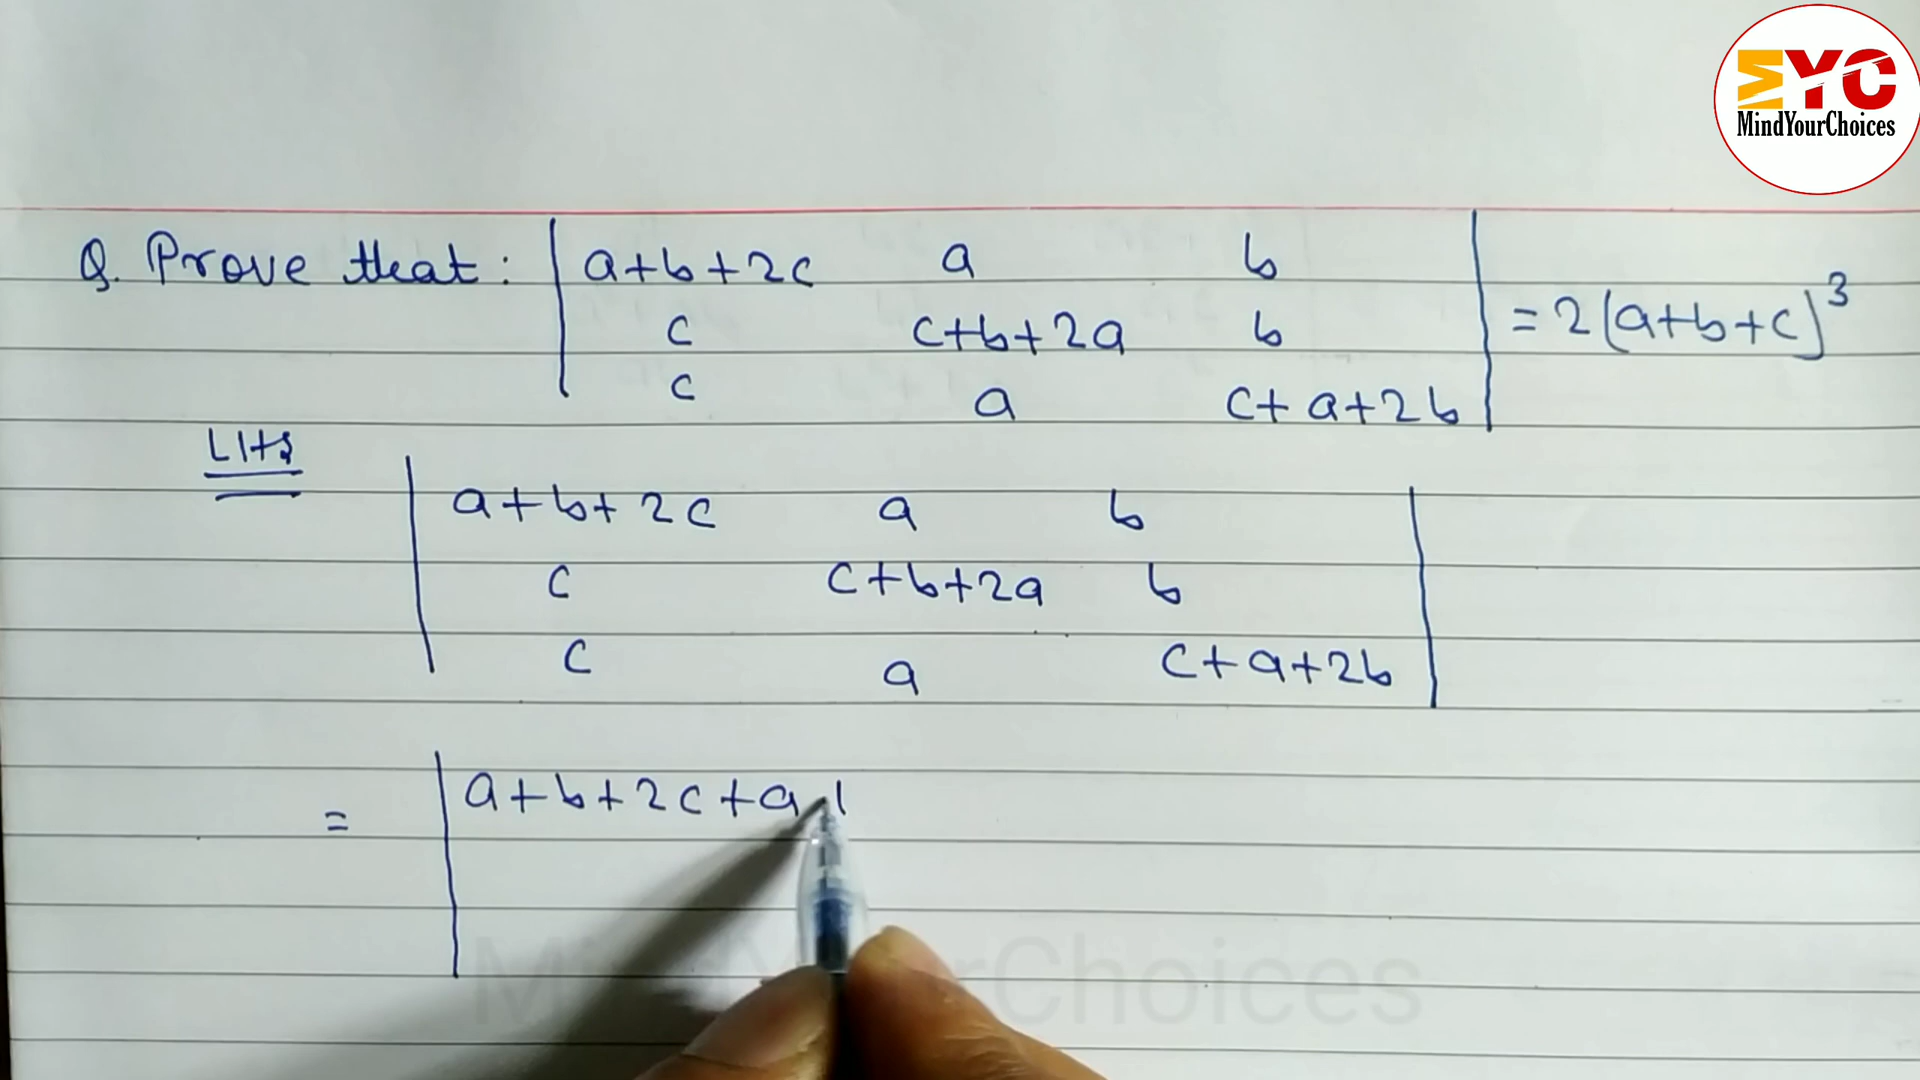 MYC
MindYourChoices
Q. Prove that: | a+b+2c a b |
| c c+b+2a b | = 2(a+b+c)³
| c a c+a+2b |
LHS
| a+b+2c a b |
| c c+b+2a b |
| c a c+a+2b |
= | a+b+2c+a
MindYourChoices